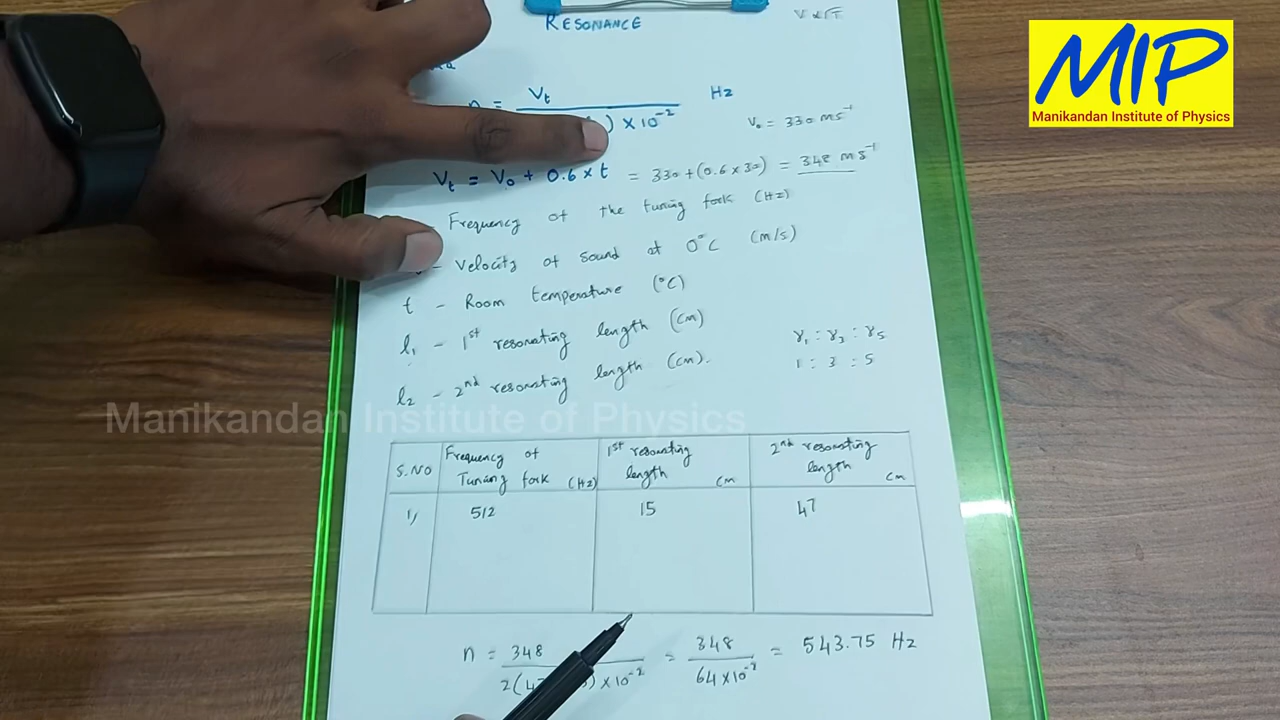 RESONANCE
V α √T
MIP
Manikandan Institute of Physics
n = Vt
) × 10⁻²
Hz
V₀ = 330 ms⁻¹
Vt = V₀ + 0.6 × t = 330 + (0.6 × 30) = 348 ms⁻¹
Frequency of the tuning fork (Hz)
- Velocity of sound at 0°C (m/s)
t - Room temperature (°C)
l₁ - 1st resonating length (cm)
l₂ - 2nd resonating length (cm).
γ₁ : γ₃ : γ₅
1 : 3 : 5
Manikandan Institute of Physics
S.NO
Frequency of
Tuning fork (Hz)
1st resonating
length cm
2nd resonating
length cm
1,
512
15
47
n = 348
2(4 ) × 10⁻²
= 348
64 × 10⁻²
= 543.75 Hz